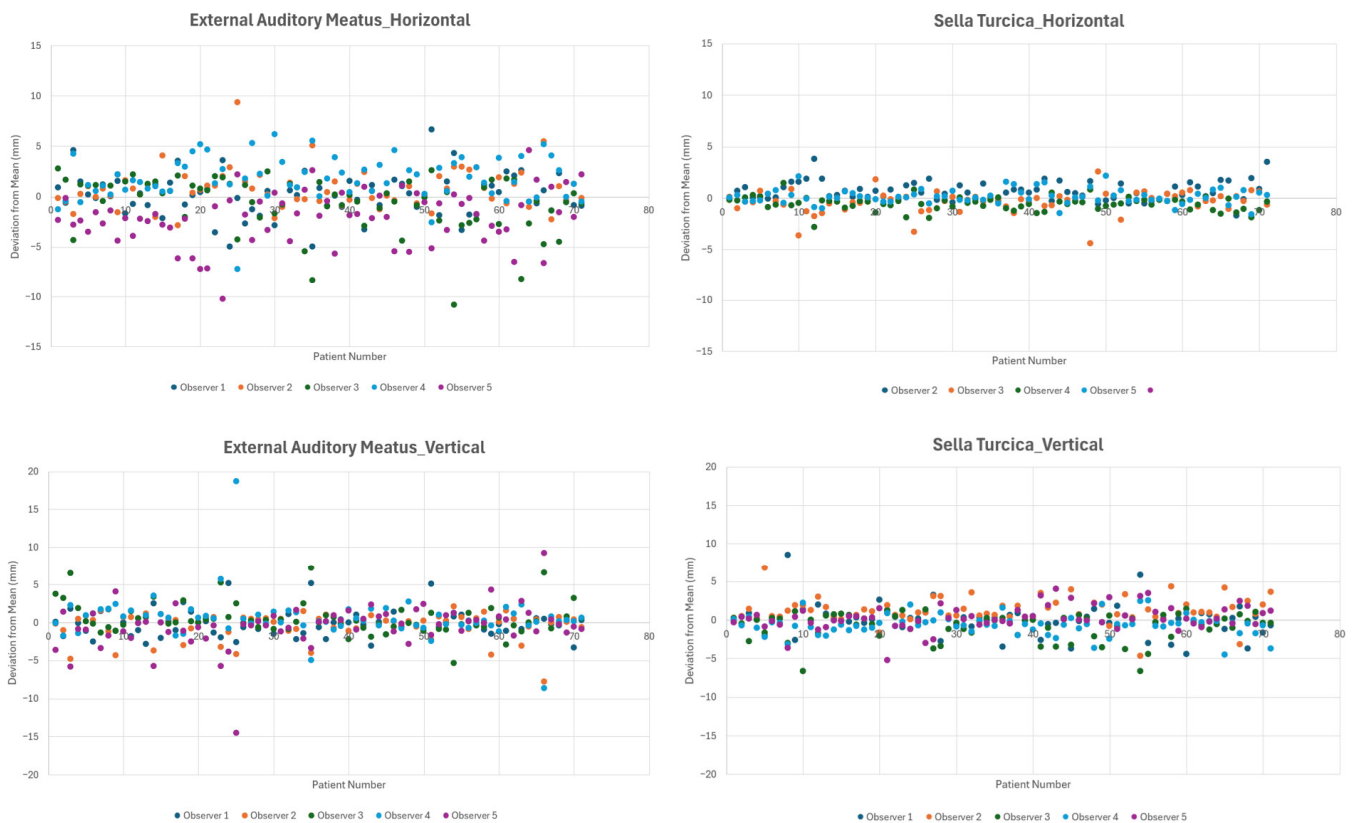 External Auditory Meatus_Horizontal
15
10
5
0
−5
−10
−15
0 10 20 30 40 50 60 70 80
Deviation from Mean (mm)
Patient Number
Observer 1 Observer 2 Observer 3 Observer 4 Observer 5
Sella Turcica_Horizontal
15
10
5
0
−5
−10
−15
0 10 20 30 40 50 60 70 80
Deviation from Mean (mm)
Patient Number
Observer 2 Observer 3 Observer 4 Observer 5
External Auditory Meatus_Vertical
20
15
10
5
0
−5
−10
−15
−20
0 10 20 30 40 50 60 70 80
Deviation from Mean (mm)
Patient Number
Observer 1 Observer 2 Observer 3 Observer 4 Observer 5
Sella Turcica_Vertical
20
15
10
5
0
−5
−10
−15
−20
0 10 20 30 40 50 60 70 80
Deviation from Mean (mm)
Patient Number
Observer 1 Observer 2 Observer 3 Observer 4 Observer 5